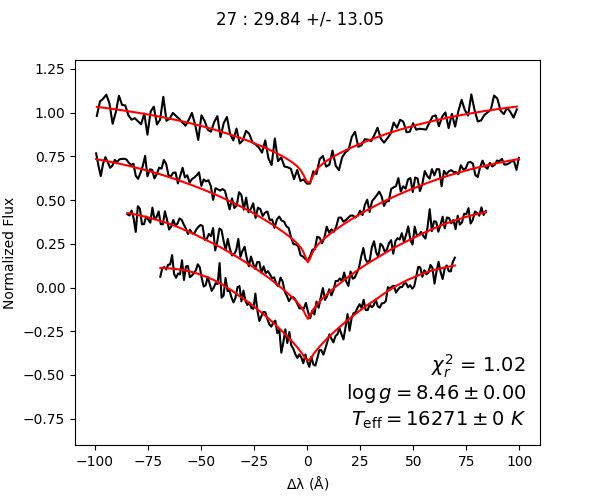 27 : 29.84 +/- 13.05
1.25
1.00
0.75
0.50
0.25
0.00
−0.25
−0.50
−0.75
Normalized Flux
χ²ᵣ = 1.02
log g = 8.46 ± 0.00
T_eff = 16271 ± 0 K
−100 −75 −50 −25 0 25 50 75 100
Δλ (Å)